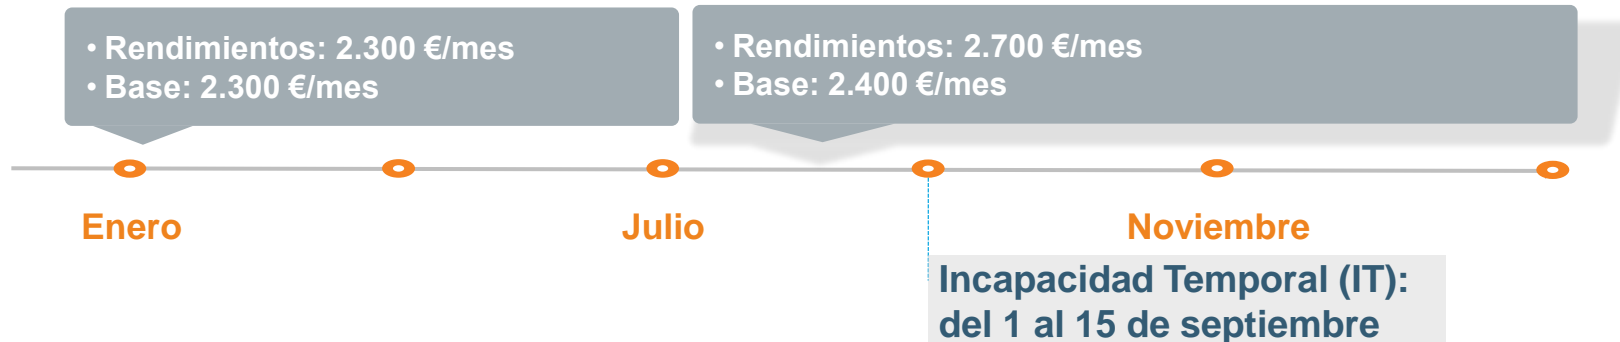 • Rendimientos: 2.300 €/mes
• Base: 2.300 €/mes
• Rendimientos: 2.700 €/mes
• Base: 2.400 €/mes
Enero
Julio
Noviembre
Incapacidad Temporal (IT):
del 1 al 15 de septiembre